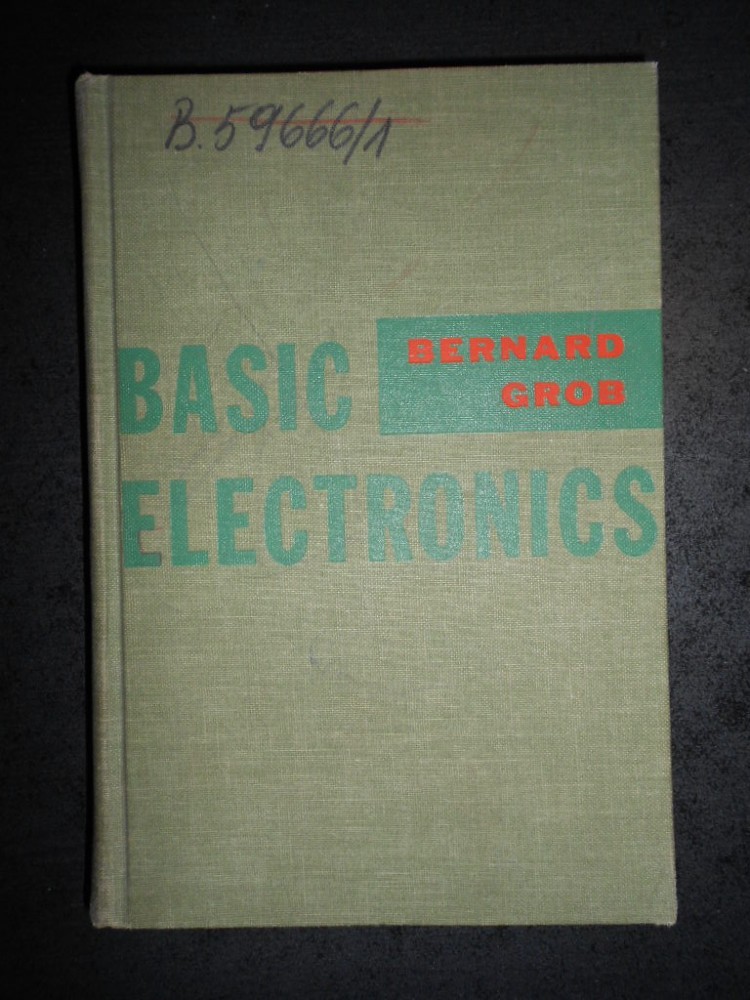 B.59666/1
BASIC
BERNARD
GROB
ELECTRONICS